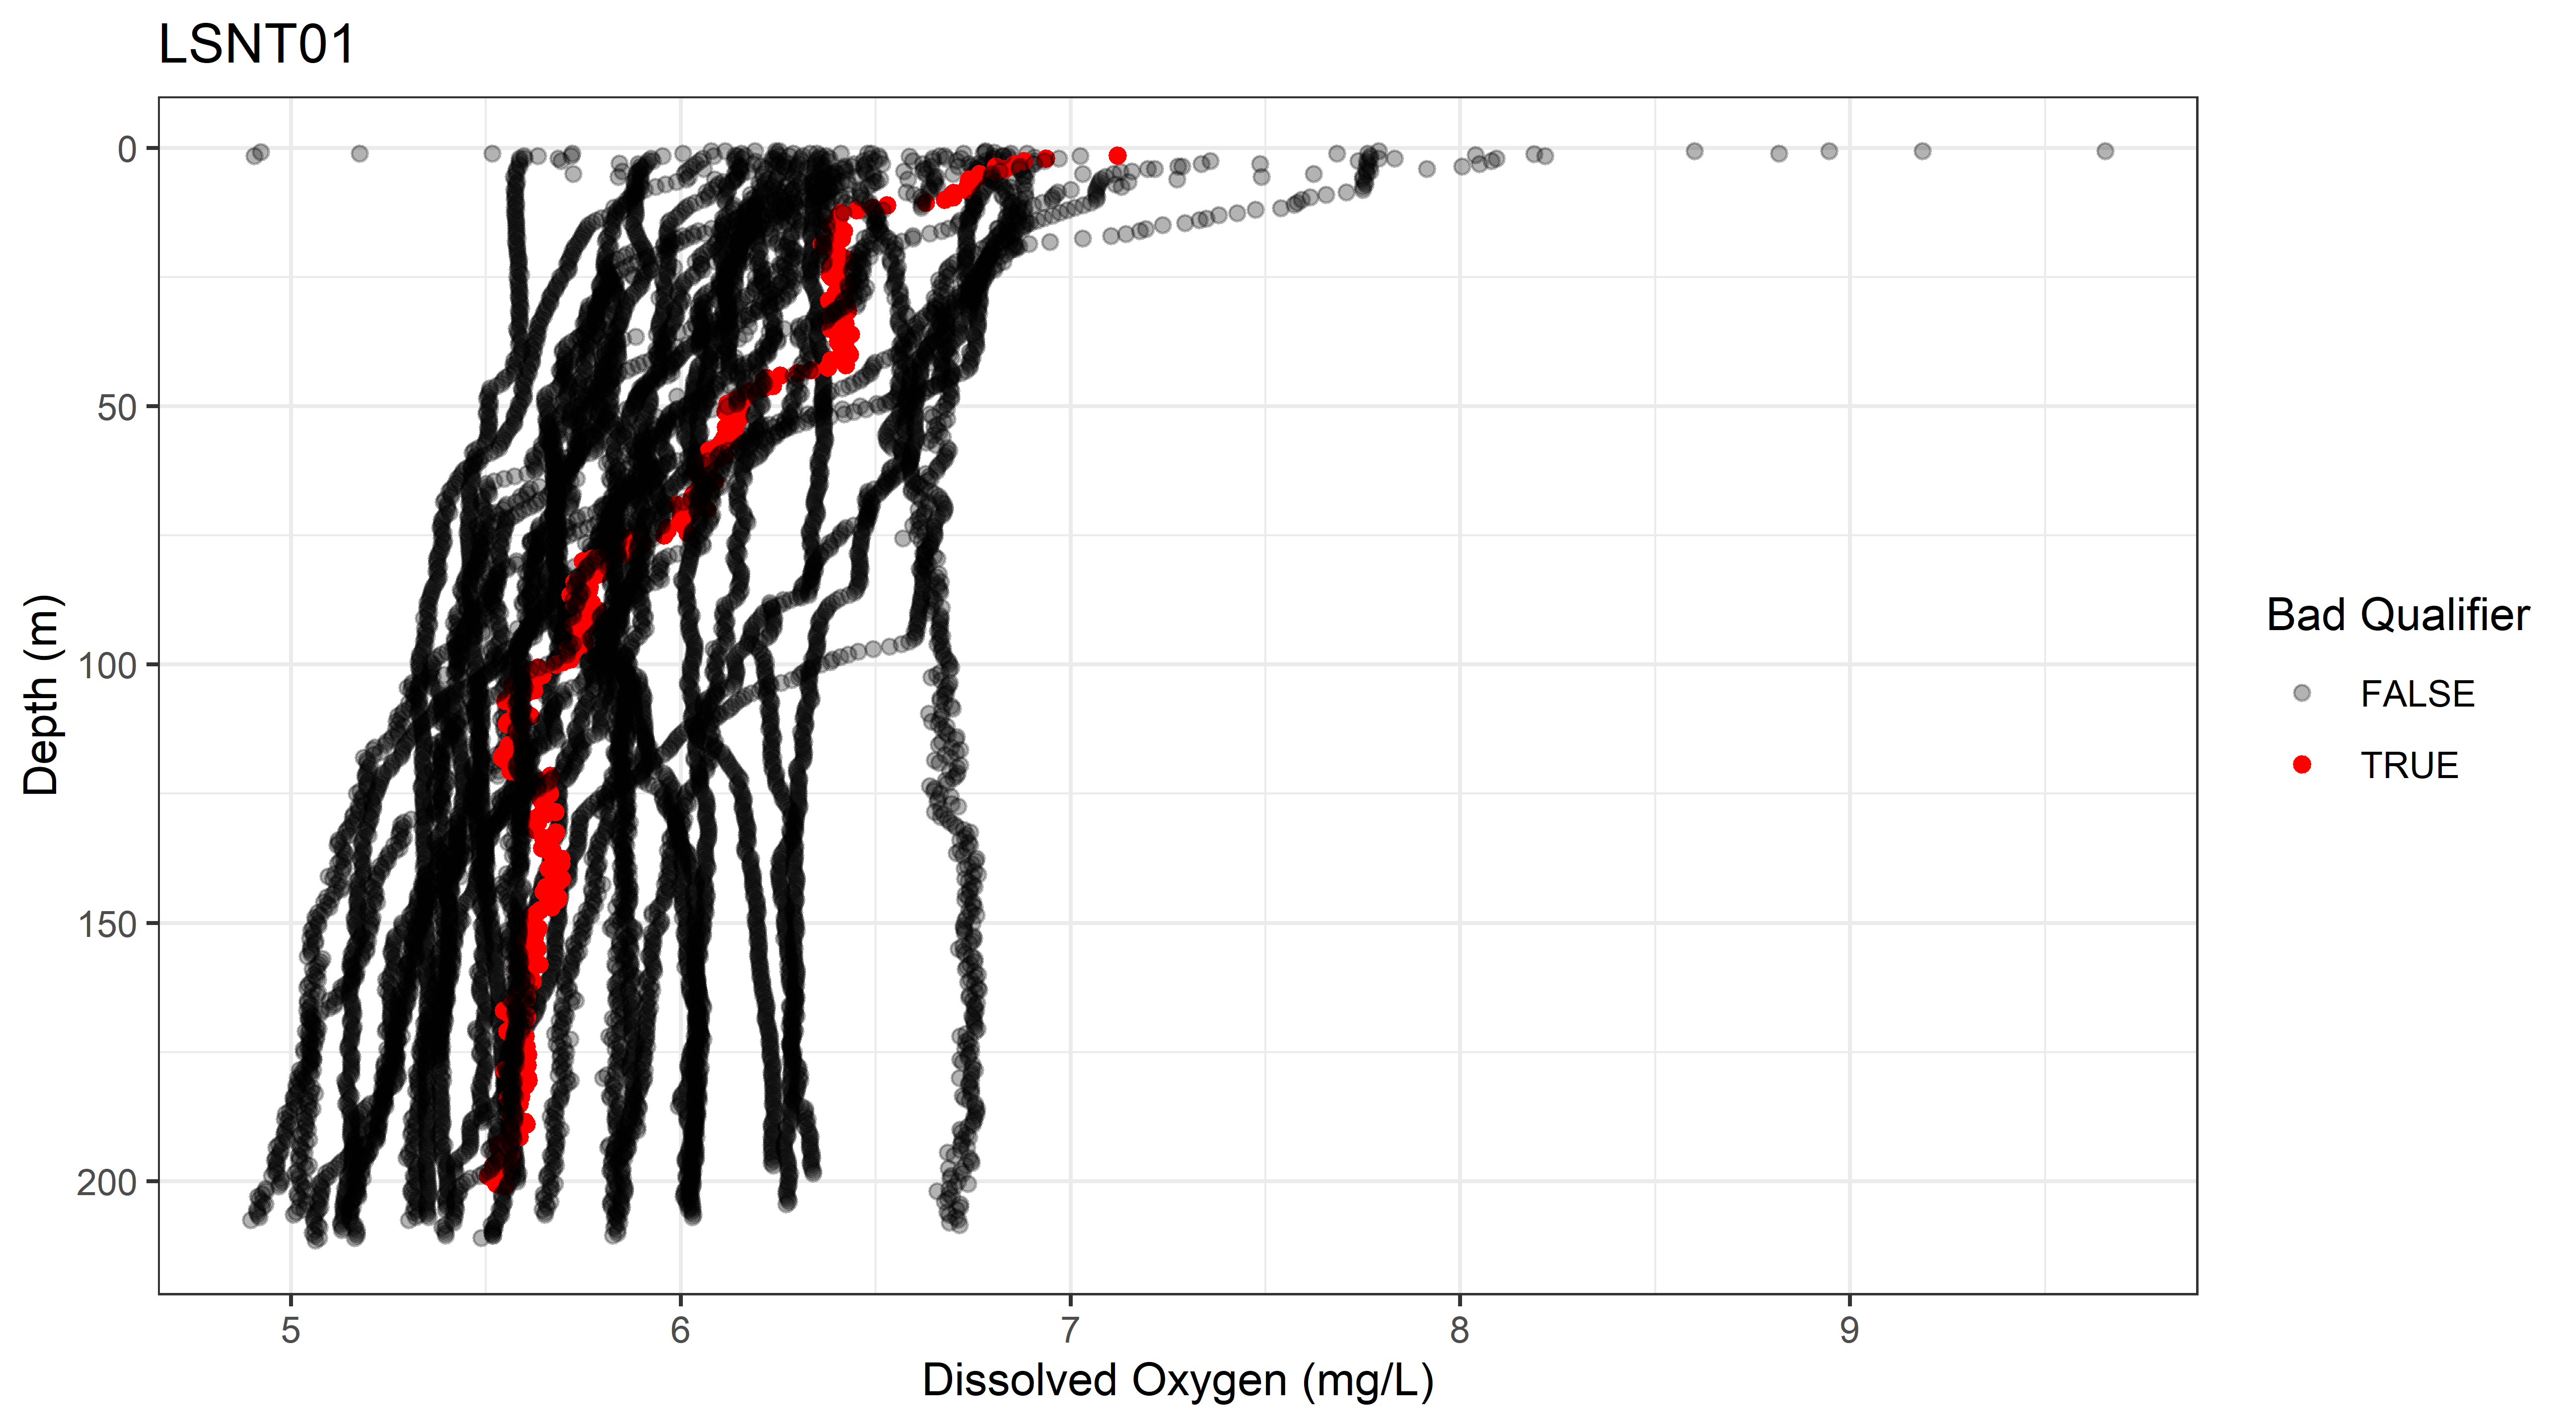 LSNT01
0
50
100
150
200
Depth (m)
5 6 7 8 9
Dissolved Oxygen (mg/L)
Bad Qualifier
FALSE
TRUE